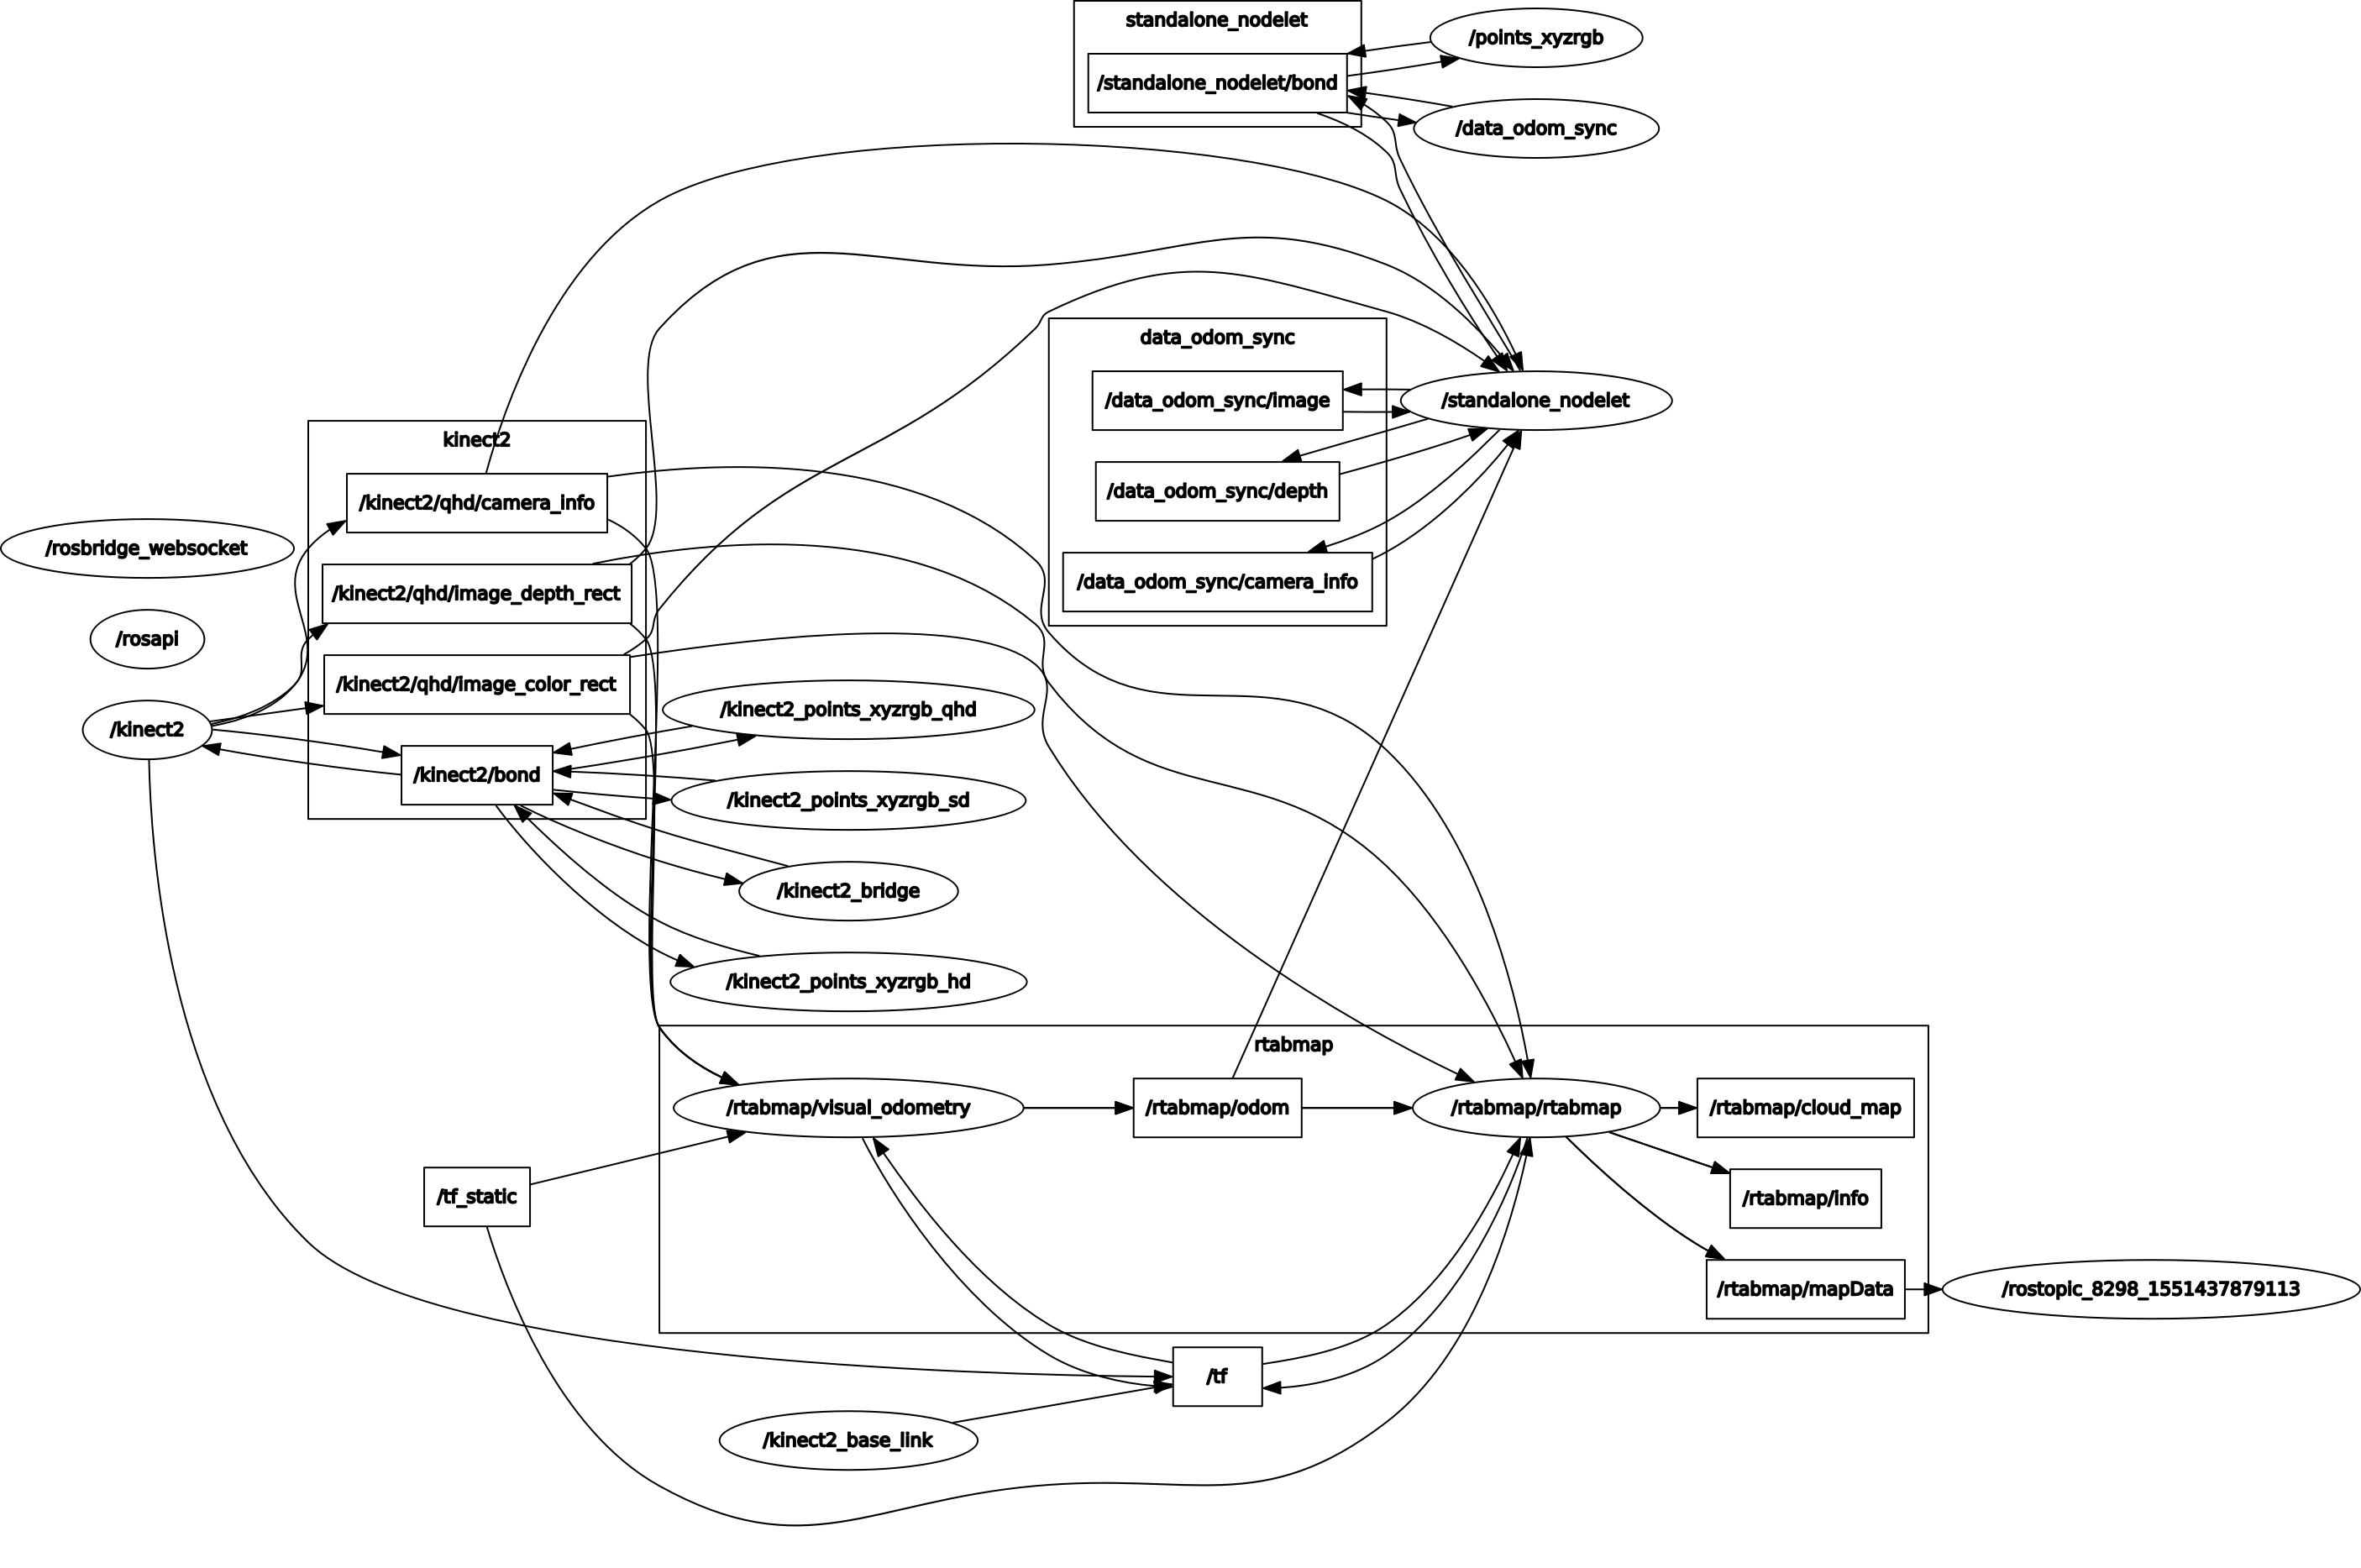 standalone_nodelet
/points_xyzrgb
/standalone_nodelet/bond
/data_odom_sync
data_odom_sync
/data_odom_sync/image
/standalone_nodelet
/data_odom_sync/depth
/data_odom_sync/camera_info
kinect2
/kinect2/qhd/camera_info
/rosbridge_websocket
/kinect2/qhd/image_depth_rect
/rosapi
/kinect2/qhd/image_color_rect
/kinect2
/kinect2_points_xyzrgb_qhd
/kinect2/bond
/kinect2_points_xyzrgb_sd
/kinect2_bridge
/kinect2_points_xyzrgb_hd
rtabmap
/rtabmap/visual_odometry
/rtabmap/odom
/rtabmap/rtabmap
/rtabmap/cloud_map
/tf_static
/rtabmap/info
/rtabmap/mapData
/rostopic_8298_1551437879113
/tf
/kinect2_base_link